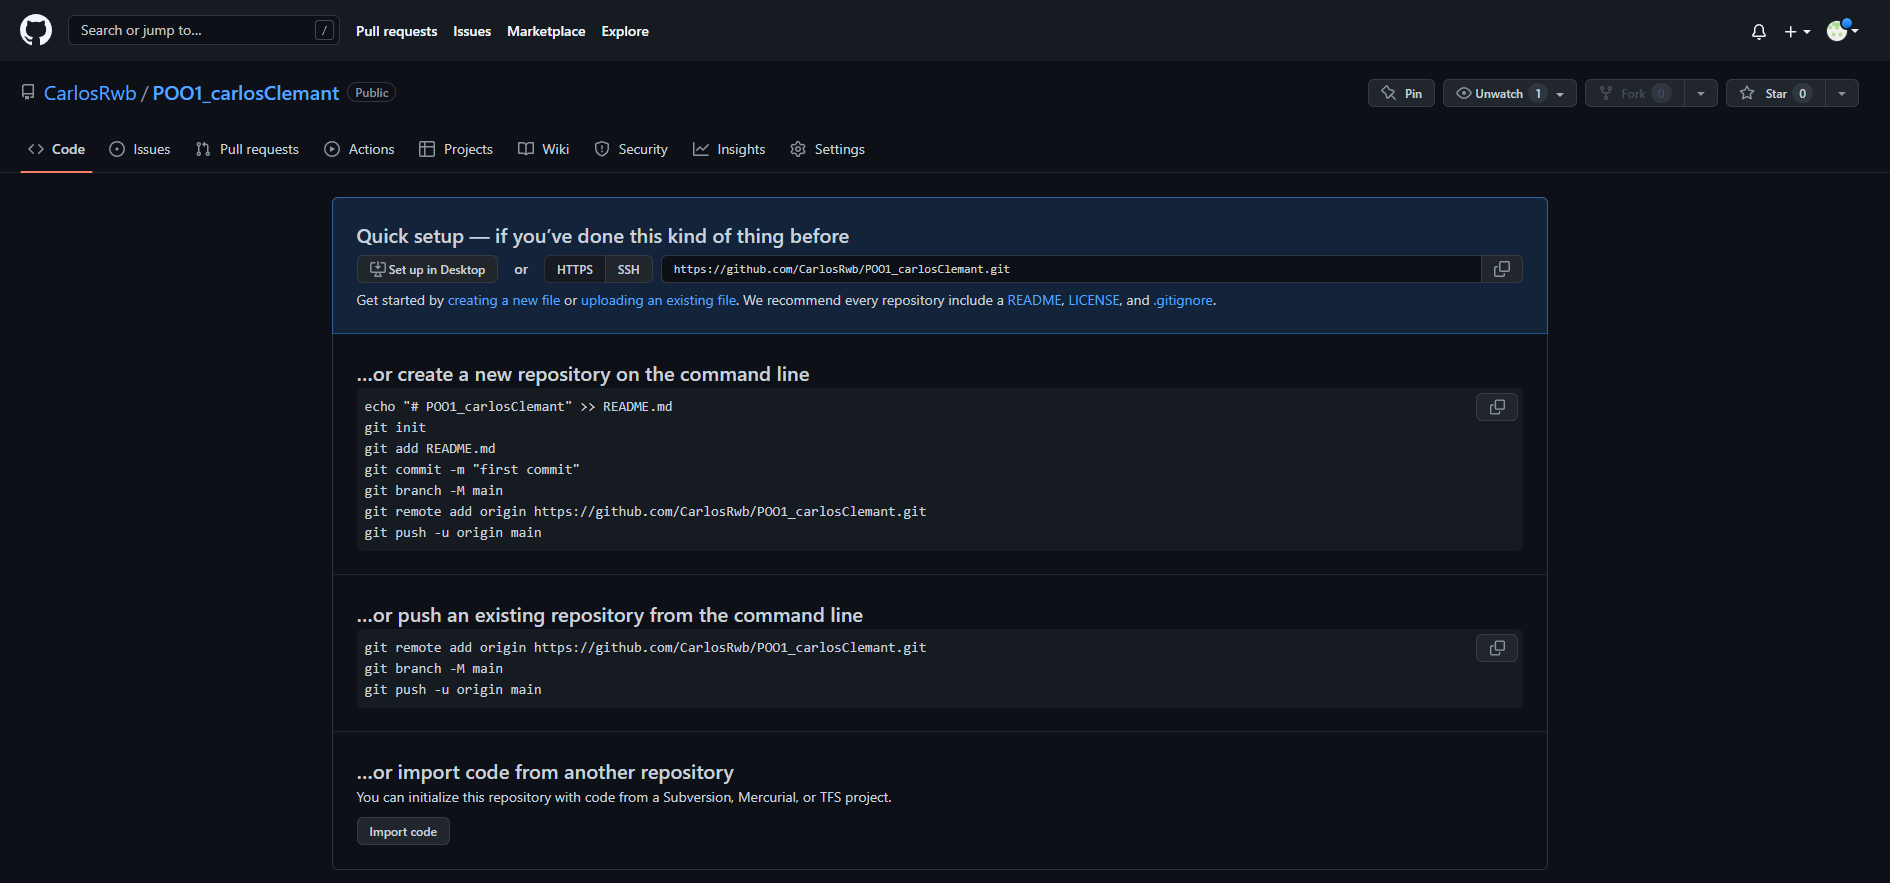 Search or jump to... /
Pull requests Issues Marketplace Explore
CarlosRwb / POO1_carlosClemant Public
Pin Unwatch 1 Fork 0 Star 0
Code Issues Pull requests Actions Projects Wiki Security Insights Settings
Quick setup — if you’ve done this kind of thing before
Set up in Desktop or HTTPS SSH https://github.com/CarlosRwb/POO1_carlosClemant.git
Get started by creating a new file or uploading an existing file. We recommend every repository include a README, LICENSE, and .gitignore.
…or create a new repository on the command line
echo "# POO1_carlosClemant" >> README.md
git init
git add README.md
git commit -m "first commit"
git branch -M main
git remote add origin https://github.com/CarlosRwb/POO1_carlosClemant.git
git push -u origin main
…or push an existing repository from the command line
git remote add origin https://github.com/CarlosRwb/POO1_carlosClemant.git
git branch -M main
git push -u origin main
…or import code from another repository
You can initialize this repository with code from a Subversion, Mercurial, or TFS project.
Import code